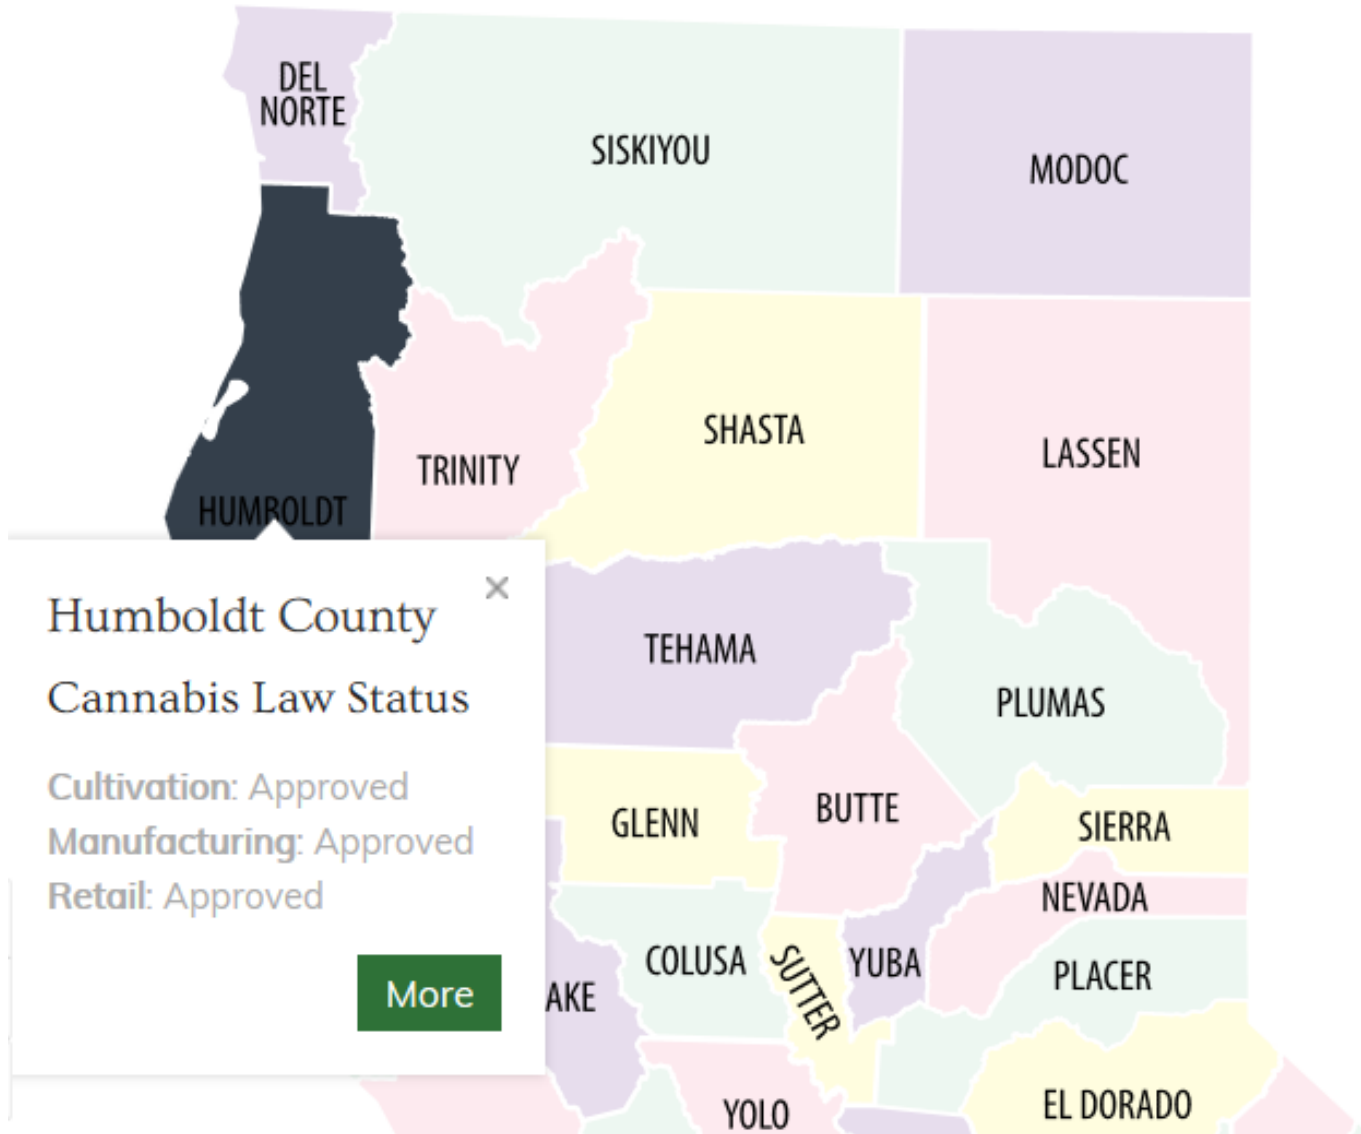 DEL
NORTE
SISKIYOU
MODOC
SHASTA
LASSEN
TRINITY
HUMBOLDT
Humboldt County
Cannabis Law Status
Cultivation: Approved
Manufacturing: Approved
Retail: Approved
More
TEHAMA
PLUMAS
BUTTE
GLENN
SIERRA
NEVADA
COLUSA
SUTTER
YUBA
PLACER
AKE
YOLO
EL DORADO